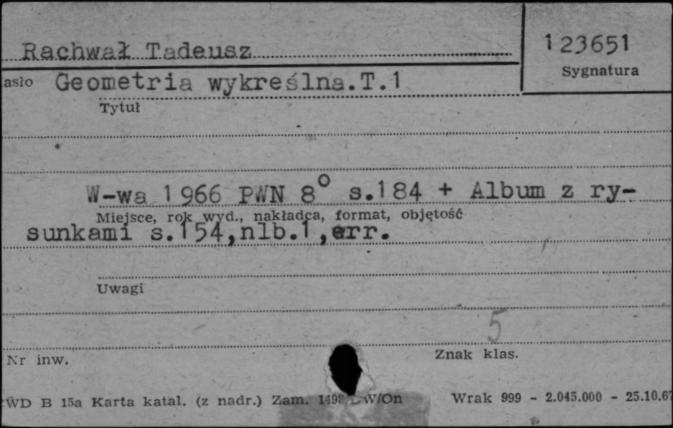 Rachwał Tadeusz
123651
Sygnatura
asło Geometria wykreślna.T.1
Tytuł
W-wa 1966 PWN 8° s.184 + Album z ry-
Miejsce, rok wyd., nakładca, format, objętość
sunkami s.154,nlb.1,err.
Uwagi
5
Nr inw.
Znak klas.
WD B 15a Karta katal. (z nadr.) Zam. W/On Wrak 999 - 2.045.000 - 25.10.67